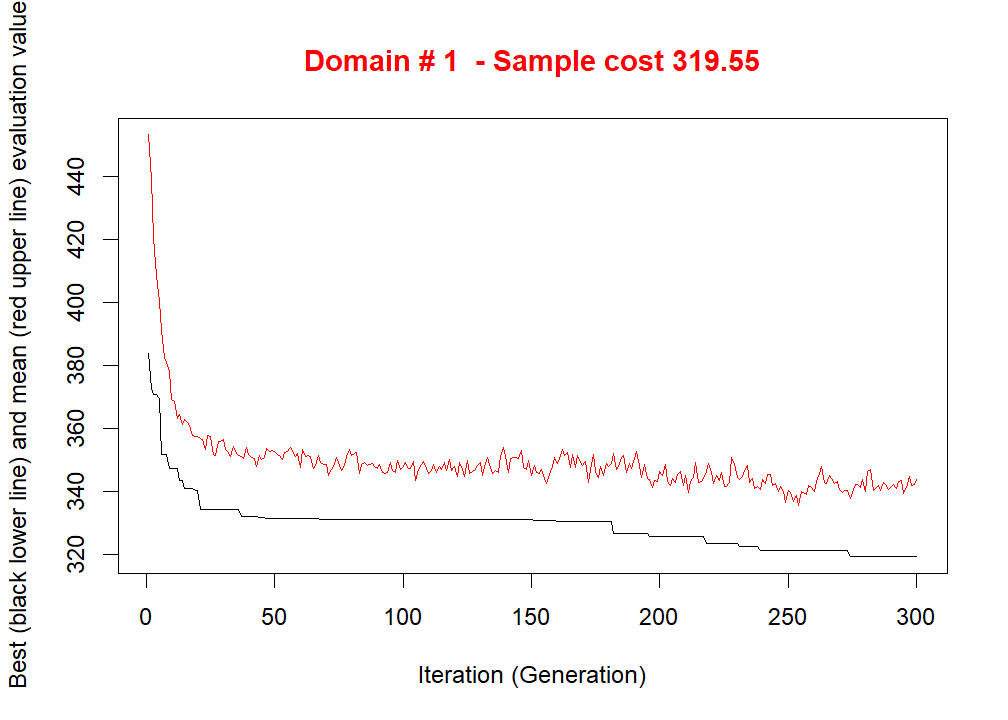 Domain # 1  - Sample cost 319.55
Best (black lower line) and mean (red upper line) evaluation value
440
420
400
380
360
340
320
0 50 100 150 200 250 300
Iteration (Generation)